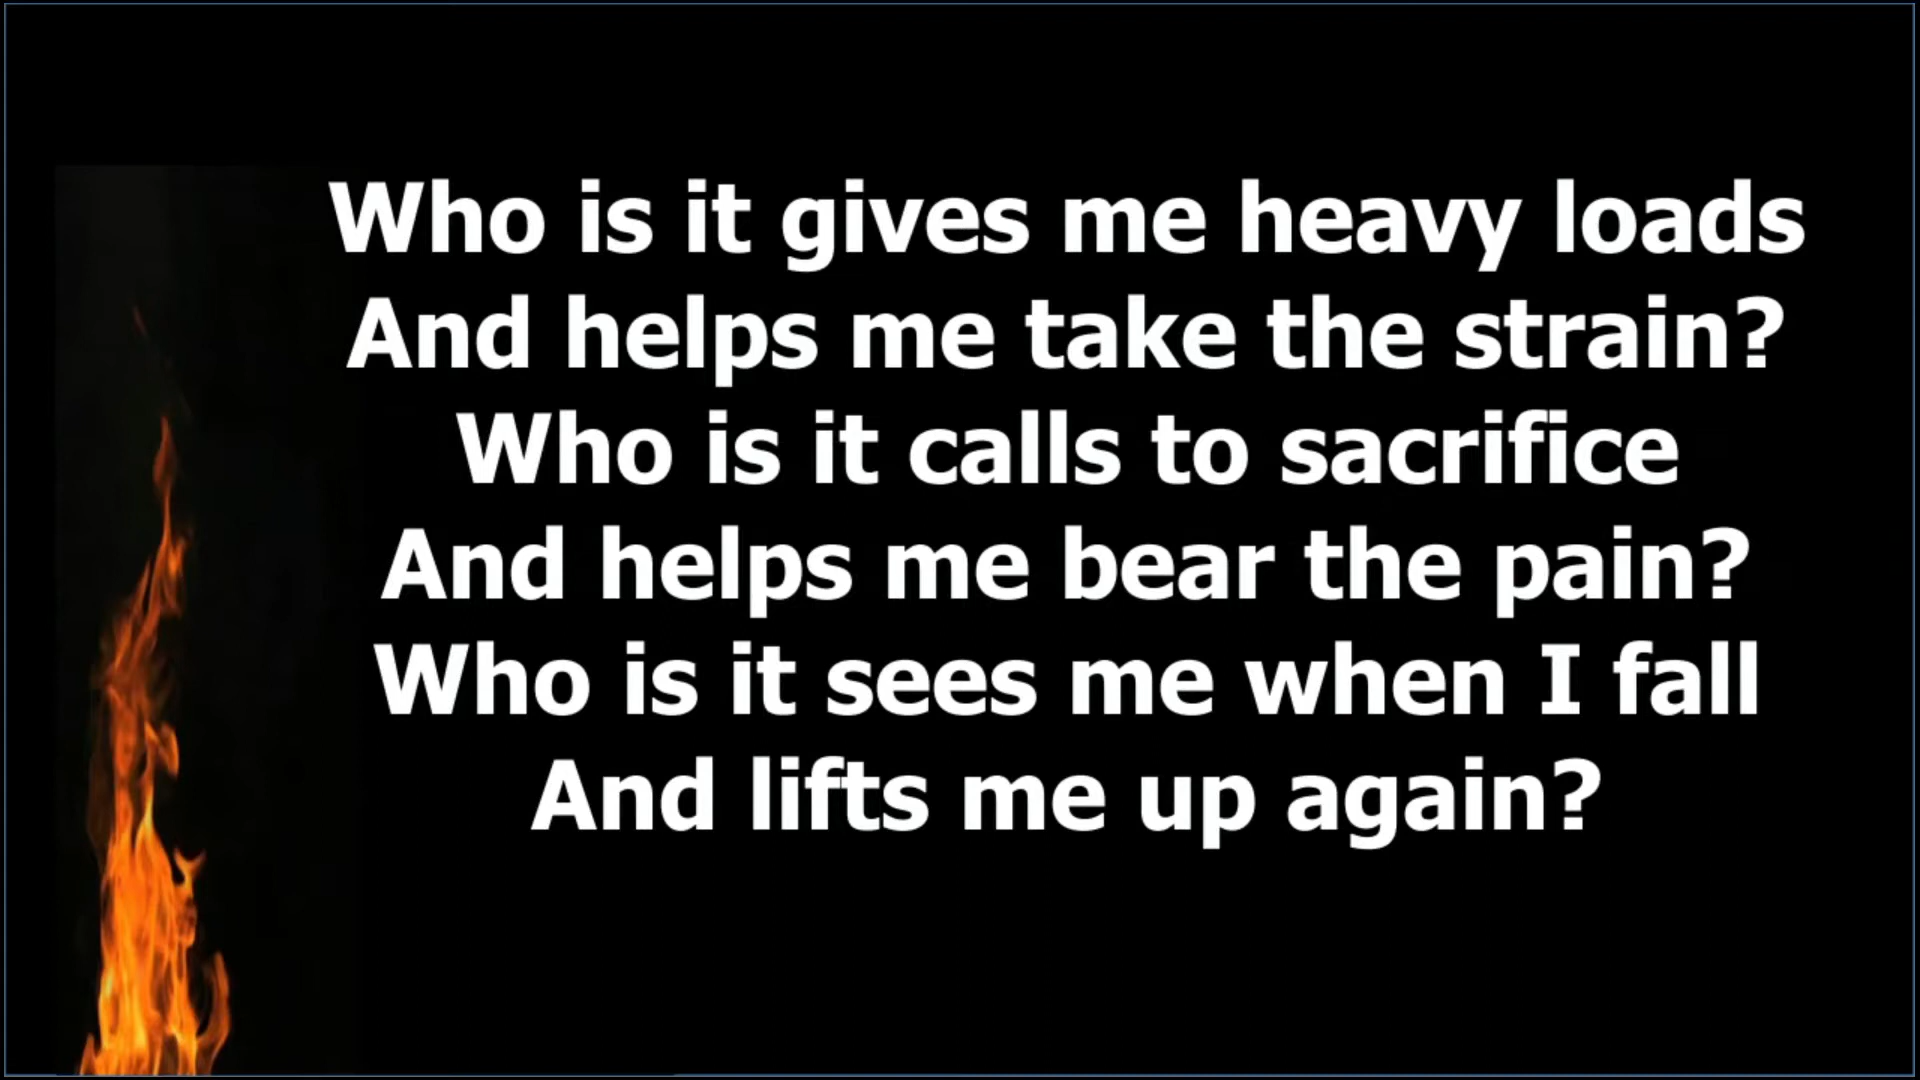 Who is it gives me heavy loads
And helps me take the strain?
Who is it calls to sacrifice
And helps me bear the pain?
Who is it sees me when I fall
And lifts me up again?